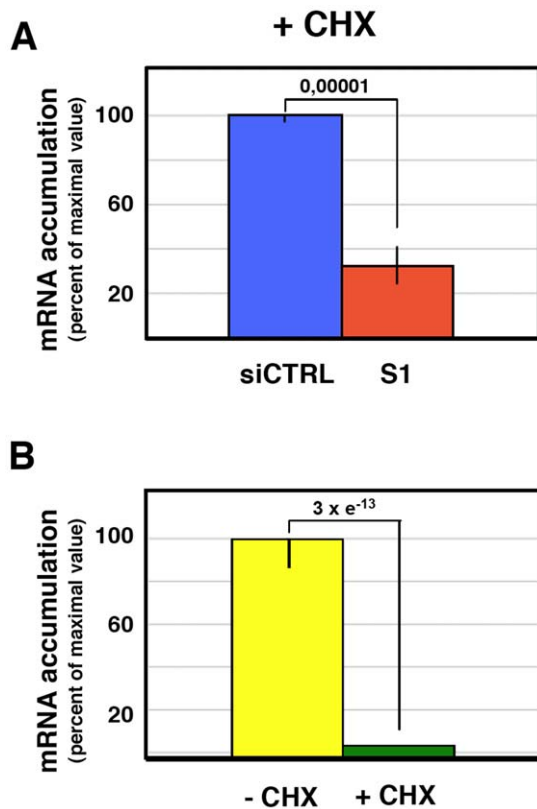 A
+ CHX
0,00001
mRNA accumulation
(percent of maximal value)
100
60
20
siCTRL S1
B
3 x e-13
mRNA accumulation
(percent of maximal value)
100
60
20
- CHX + CHX